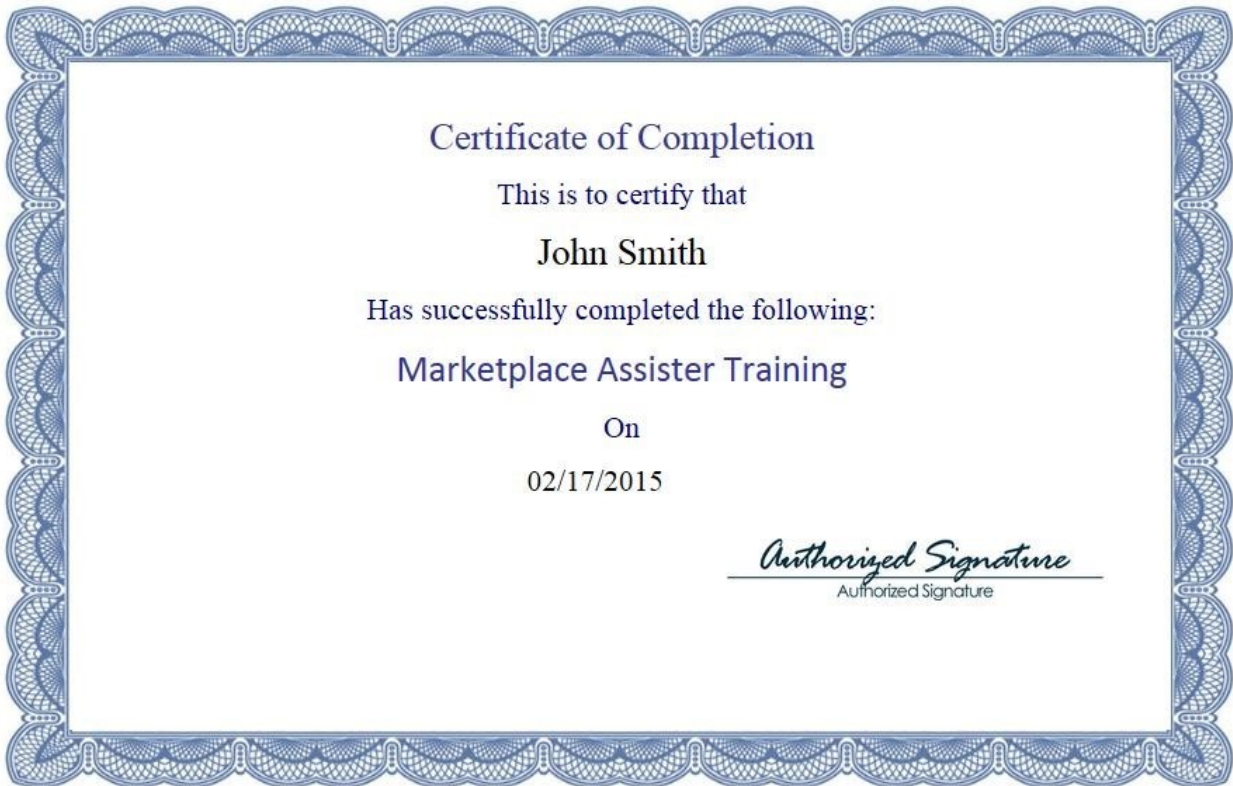 Certificate of Completion
This is to certify that
John Smith
Has successfully completed the following:
Marketplace Assister Training
On
02/17/2015
Authorized Signature
Authorized Signature